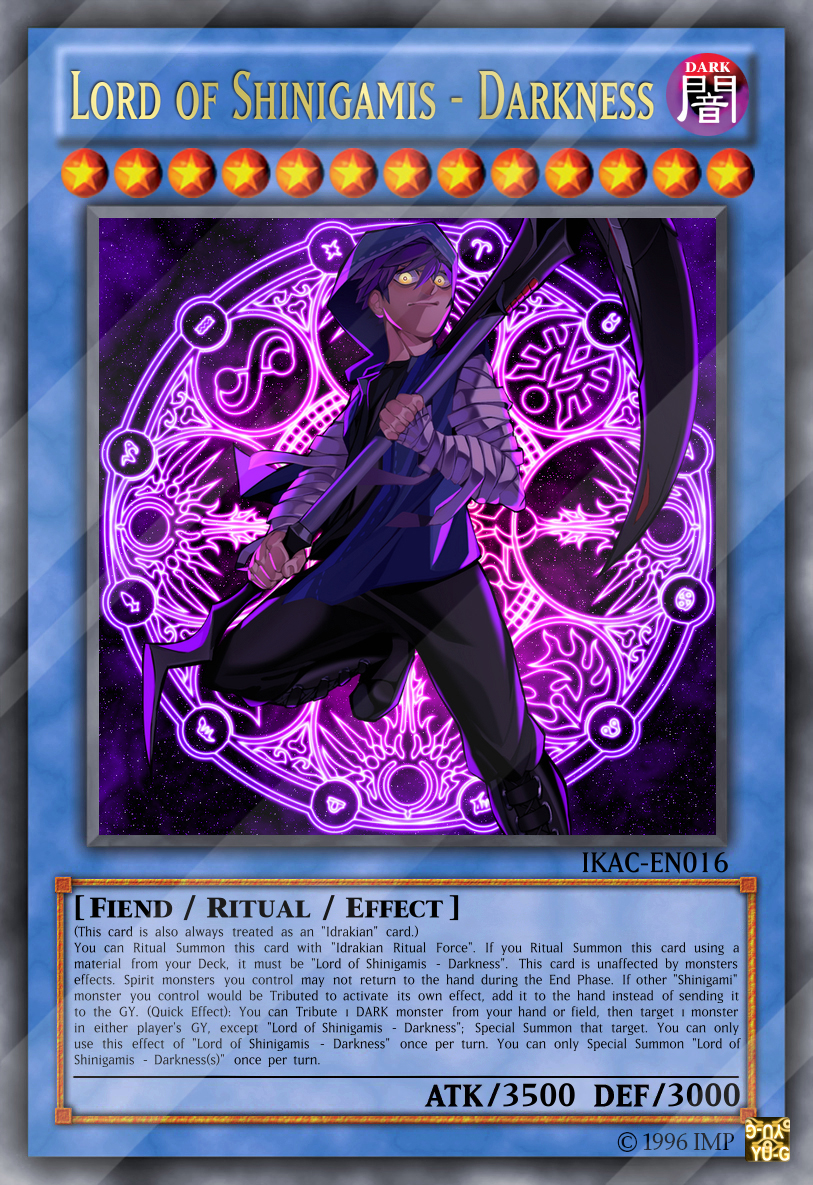 Lord of Shinigamis - Darkness
DARK
闇
IKAC-EN016
[ Fiend / Ritual / Effect ]
(This card is also always treated as an "Idrakian" card.)
You can Ritual Summon this card with "Idrakian Ritual Force". If you Ritual Summon this card using a
material from your Deck, it must be "Lord of Shinigamis - Darkness". This card is unaffected by monsters
effects. Spirit monsters you control may not return to the hand during the End Phase. If other "Shinigami"
monster you control would be Tributed to activate its own effect, add it to the hand instead of sending it
to the GY. (Quick Effect): You can Tribute 1 DARK monster from your hand or field, then target 1 monster
in either player's GY, except "Lord of Shinigamis - Darkness"; Special Summon that target. You can only
use this effect of "Lord of Shinigamis - Darkness" once per turn. You can only Special Summon "Lord of
Shinigamis - Darkness(s)" once per turn.
ATK/3500 DEF/3000
© 1996 IMP
YU-G